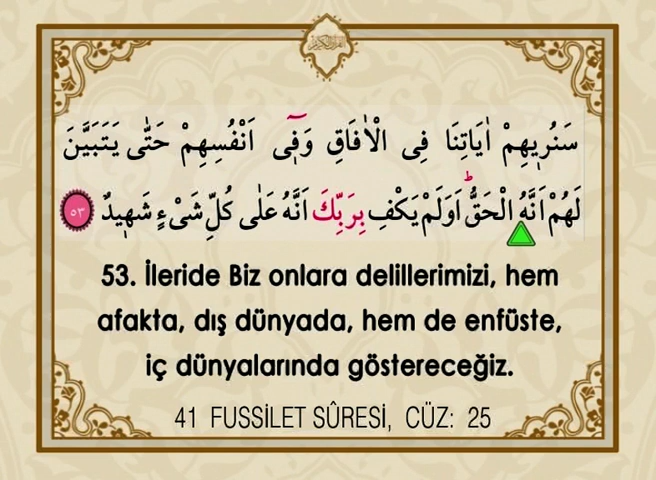 سَنُرٖيهِمْ اٰيَاتِنَا فِى الْاٰفَاقِ وَفٖٓى اَنْفُسِهِمْ حَتّٰى يَتَبَيَّنَ
لَهُمْ اَنَّهُ الْحَقُّ اَوَلَمْ يَكْفِ بِرَبِّكَ اَنَّهُ عَلٰى كُلِّ شَىْءٍ شَهٖيدٌ ٥٣
53. İleride Biz onlara delillerimizi, hem
afakta, dış dünyada, hem de enfüste,
iç dünyalarında göstereceğiz.
41 FUSSİLET SÛRESİ, CÜZ: 25